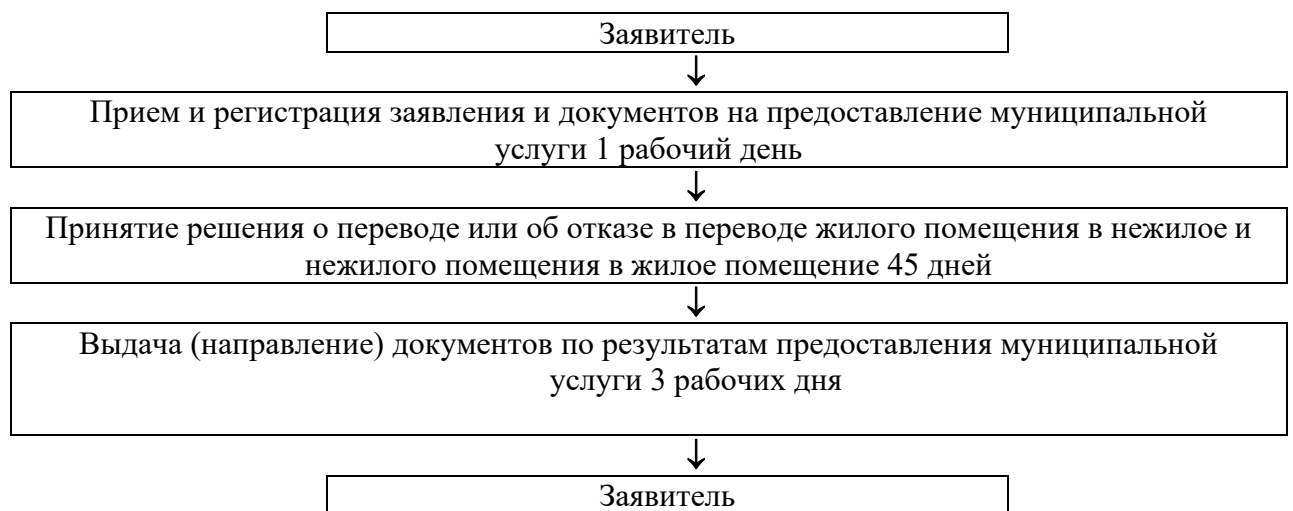 Заявитель
Прием и регистрация заявления и документов на предоставление муниципальной
услуги 1 рабочий день
Принятие решения о переводе или об отказе в переводе жилого помещения в нежилое и
нежилого помещения в жилое помещение 45 дней
Выдача (направление) документов по результатам предоставления муниципальной
услуги 3 рабочих дня
Заявитель